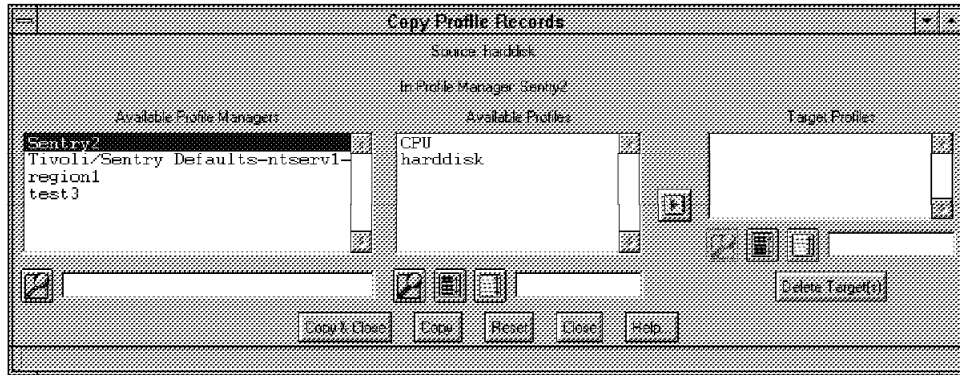 Copy Profile Records
Source: harddisk
In Profile Manager: Sentry2
Available Profile Managers
Available Profiles
Target Profiles
Sentry2
Tivoli/Sentry Defaults-ntserv1-
region1
test3
CPU
harddisk
Delete Target(s)
Copy & Close
Copy
Reset
Close
Help...